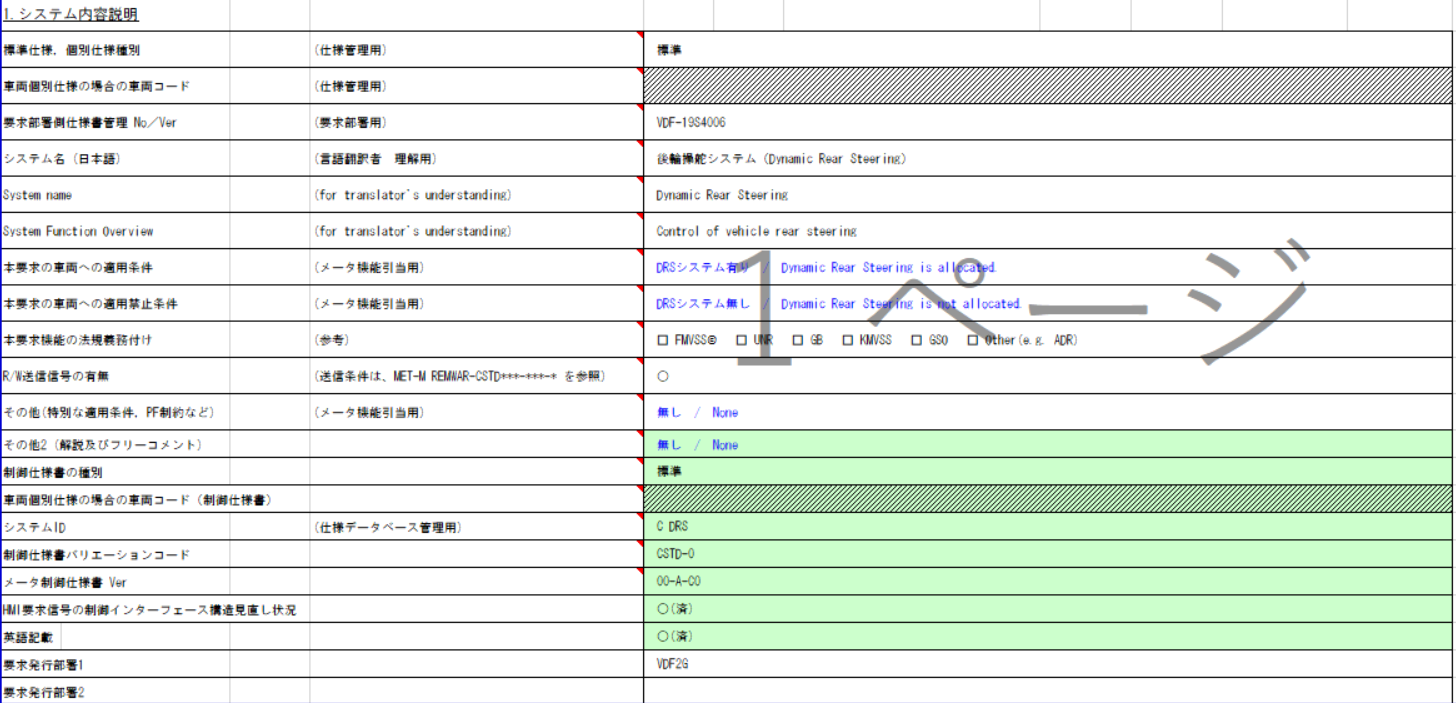 1. システム内容説明
標準仕様, 個別仕様種別 (仕様管理用) 標準
車両個別仕様の場合の車両コード (仕様管理用)
要求部署側仕様書管理 No／Ver (要求部署用) VDF-19S4006
システム名（日本語） (言語翻訳者　理解用) 後輪操舵システム（Dynamic Rear Steering）
System name (for translator's understanding) Dynamic Rear Steering
System Function Overview (for translator's understanding) Control of vehicle rear steering
本要求の車両への適用条件 (メータ機能引当用) DRSシステム有り / Dynamic Rear Steering is allocated.
本要求の車両への適用禁止条件 (メータ機能引当用) DRSシステム無し / Dynamic Rear Steering is not allocated.
本要求機能の法規義務付け (参考) □ FMVSS◎ □ UNR □ GB □ KMVSS □ GSO □ Other(e.g. ADR)
R/W送信信号の有無 (送信条件は、MET-M_REMWAR-CSTD***-***-* を参照) ○
その他(特別な適用条件, PF制約など) (メータ機能引当用) 無し / None
その他2（解説及びフリーコメント） 無し / None
制御仕様書の種別 標準
車両個別仕様の場合の車両コード（制御仕様書）
システムID (仕様データベース管理用) C_DRS
制御仕様書バリエーションコード CSTD-0
メータ制御仕様書 Ver 00-A-C0
HMI要求信号の制御インターフェース構造見直し状況 ○(済)
英語記載 ○(済)
要求発行部署1 VDF2G
要求発行部署2
1 ページ